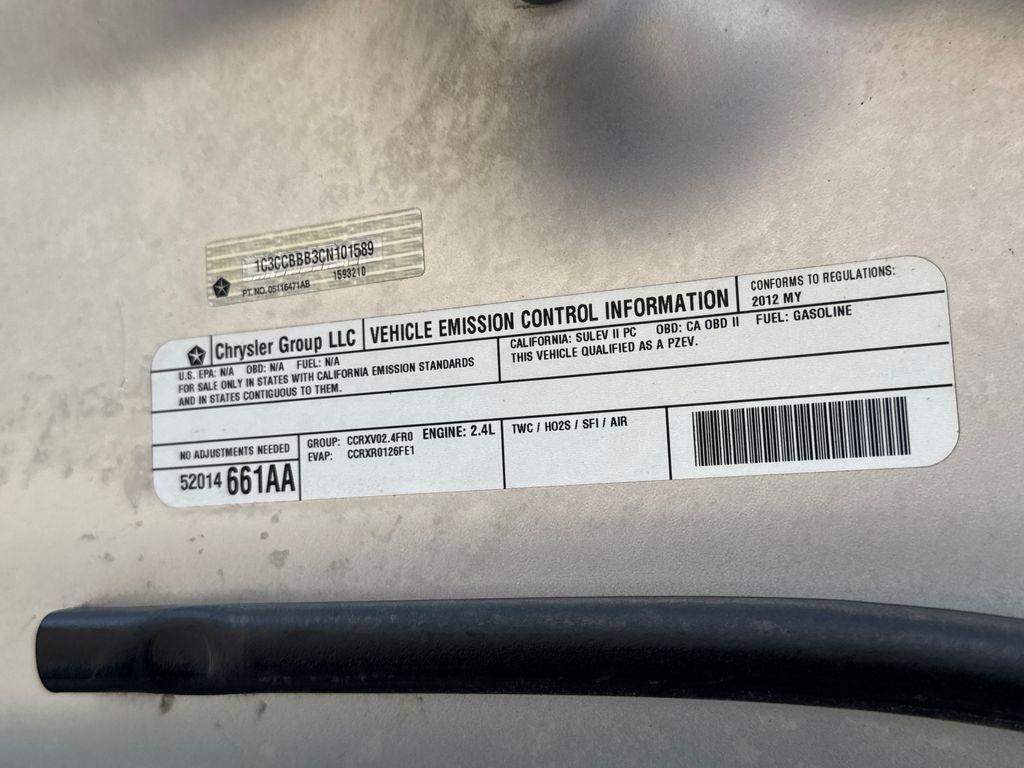 1C3CCBBB3CN101589
1593210
PT. NO. 05116471AB
Chrysler Group LLC
VEHICLE EMISSION CONTROL INFORMATION
CONFORMS TO REGULATIONS:
2012 MY
U.S. EPA: N/A OBD: N/A FUEL: N/A
FOR SALE ONLY IN STATES WITH CALIFORNIA EMISSION STANDARDS
AND IN STATES CONTIGUOUS TO THEM.
CALIFORNIA: SULEV II PC OBD: CA OBD II FUEL: GASOLINE
THIS VEHICLE QUALIFIED AS A PZEV.
NO ADJUSTMENTS NEEDED
52014 661AA
GROUP: CCRXV02.4FR0 ENGINE: 2.4L
EVAP: CCRXR0126FE1
TWC / HO2S / SFI / AIR